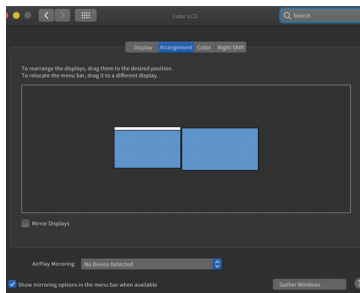 Color LCD
Search
Display Arrangement Color Night Shift
To rearrange the displays, drag them to the desired position.
To relocate the menu bar, drag it to a different display.
Mirror Displays
AirPlay Mirroring: No Device Detected
Show mirroring options in the menu bar when available
Gather Windows
?